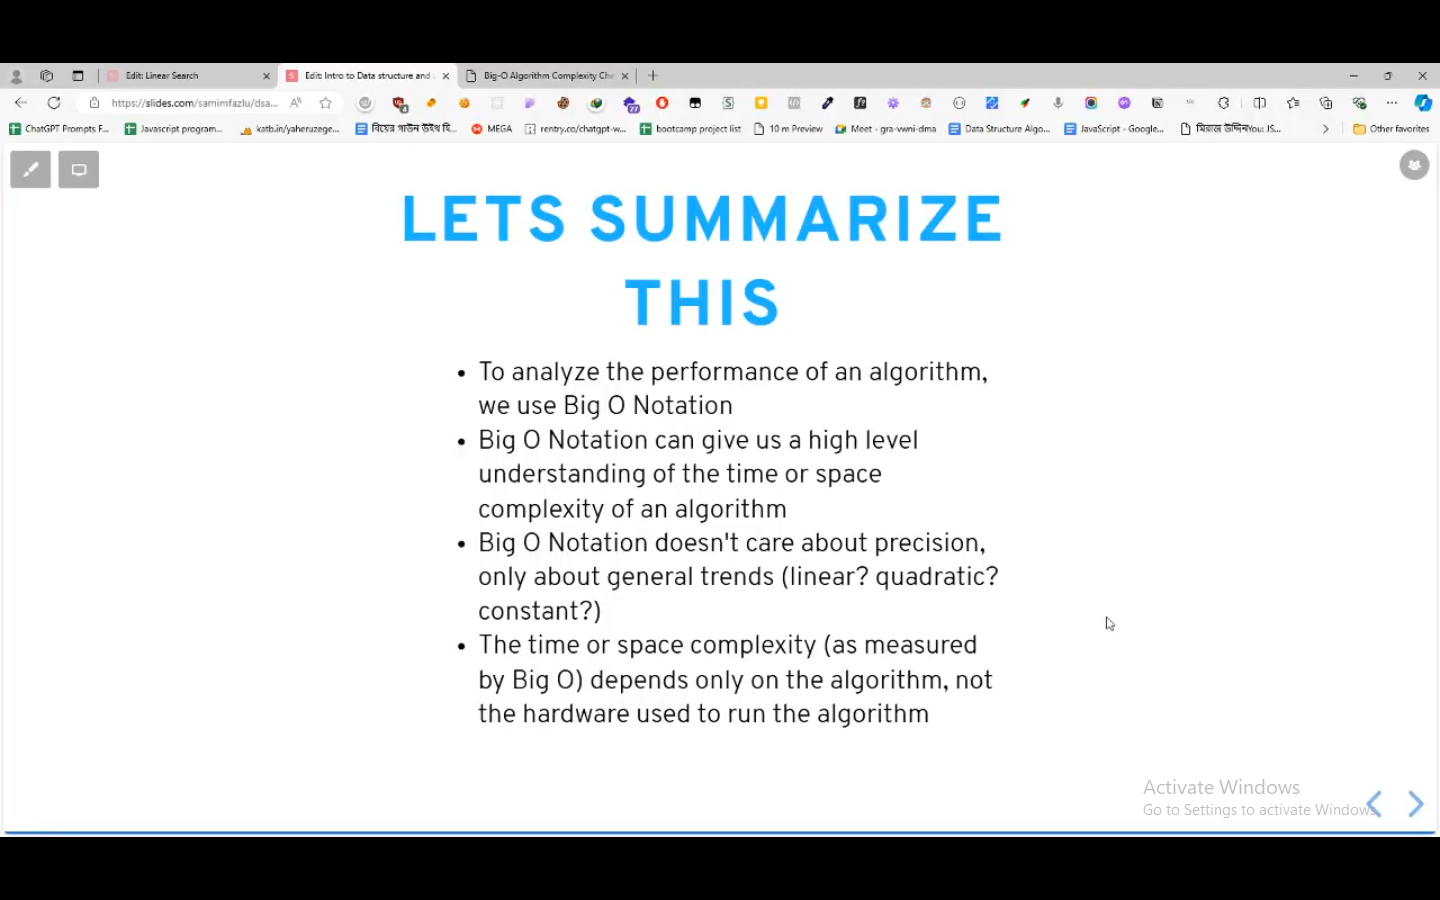 Edit: Linear Search
Edit: Intro to Data structure and
Big-O Algorithm Complexity Che
https://slides.com/samimfazlu/dsa...
ChatGPT Prompts F...
Javascript program...
katb.in/yaheruzege...
বিয়ের গাউন উইথ হি...
MEGA
rentry.co/chatgpt-w...
bootcamp project list
10 m Preview
Meet - gra-vwni-dma
Data Structure Algo...
JavaScript - Google...
Other favorites
LETS SUMMARIZE
THIS
• To analyze the performance of an algorithm,
we use Big O Notation
• Big O Notation can give us a high level
understanding of the time or space
complexity of an algorithm
• Big O Notation doesn't care about precision,
only about general trends (linear? quadratic?
constant?)
• The time or space complexity (as measured
by Big O) depends only on the algorithm, not
the hardware used to run the algorithm
Activate Windows
Go to Settings to activate Windows